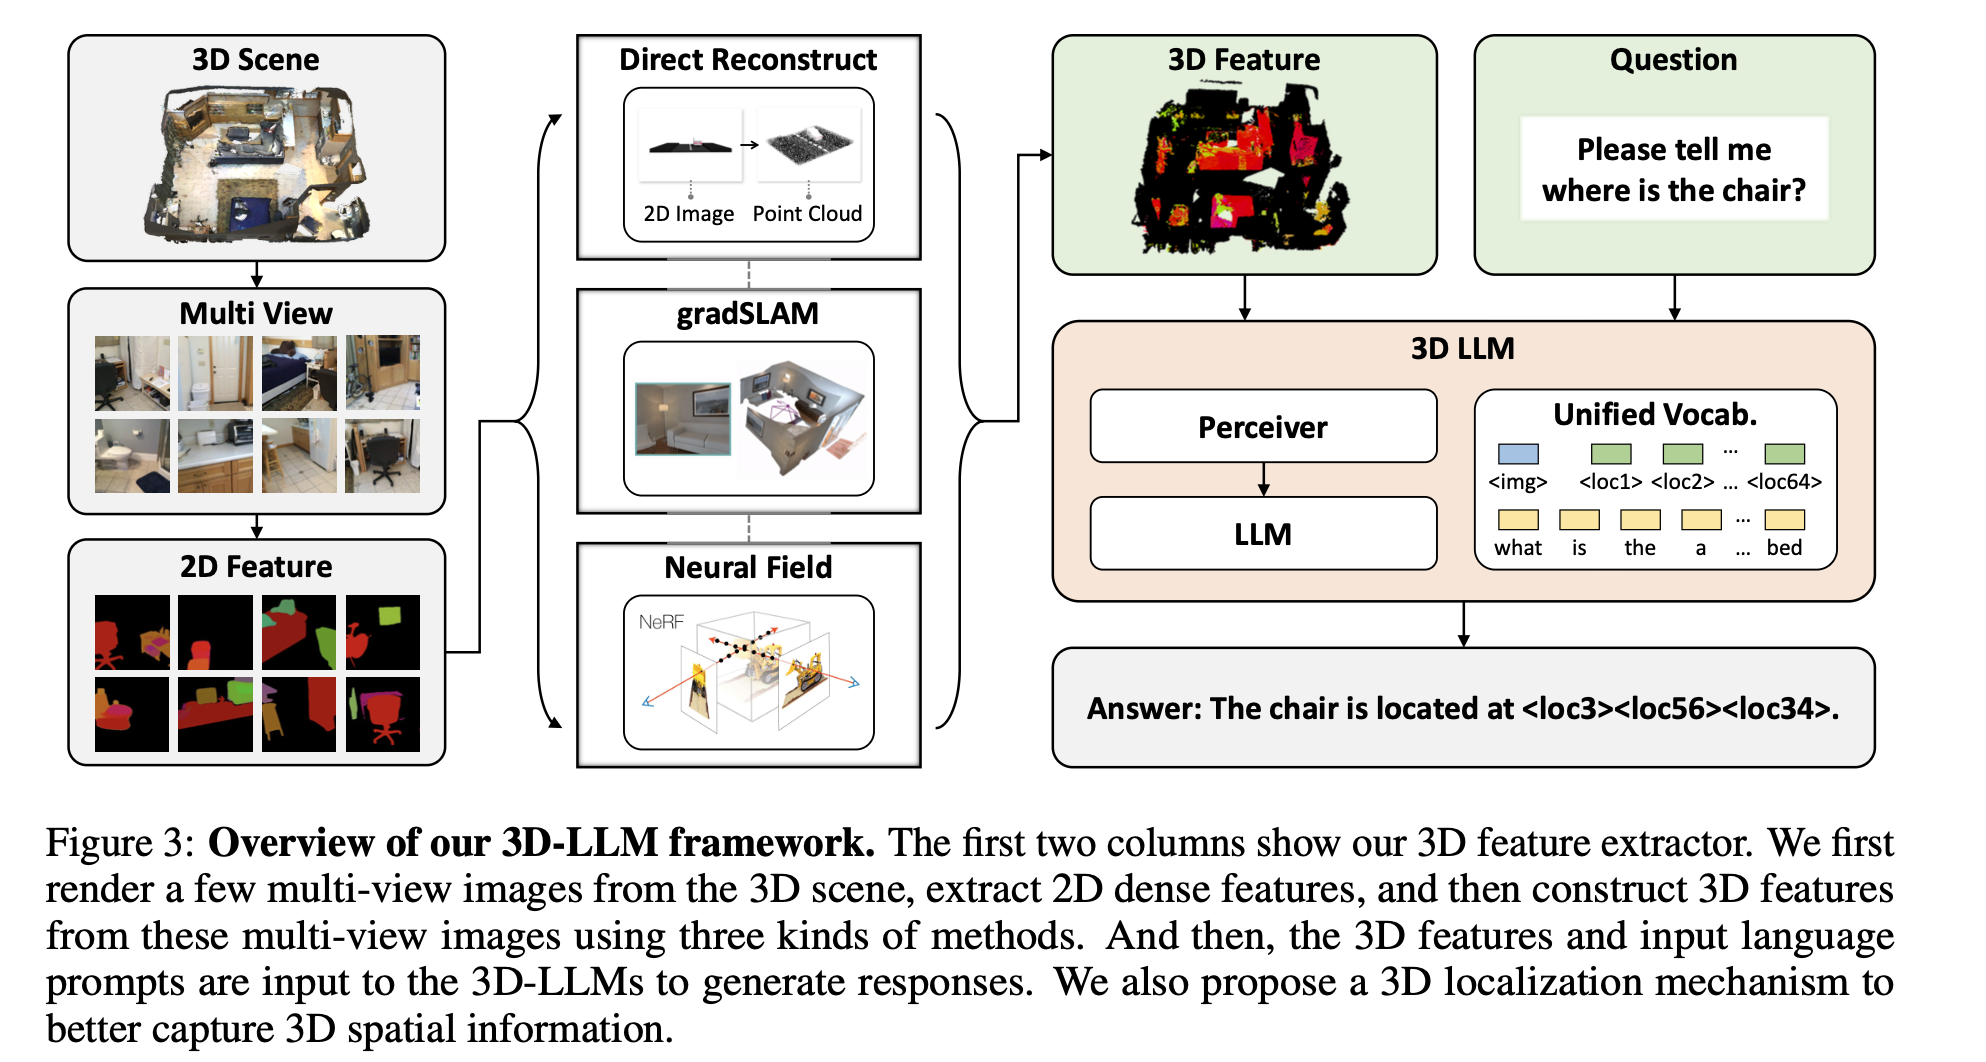 3D Scene
Multi View
2D Feature
Direct Reconstruct
2D Image
Point Cloud
gradSLAM
Neural Field
NeRF
3D Feature
Question
Please tell me
where is the chair?
3D LLM
Perceiver
LLM
Unified Vocab.
...
<img> <loc1> <loc2> ... <loc64>
...
what is the a ... bed
Answer: The chair is located at <loc3><loc56><loc34>.
Figure 3: Overview of our 3D-LLM framework. The first two columns show our 3D feature extractor. We first
render a few multi-view images from the 3D scene, extract 2D dense features, and then construct 3D features
from these multi-view images using three kinds of methods. And then, the 3D features and input language
prompts are input to the 3D-LLMs to generate responses. We also propose a 3D localization mechanism to
better capture 3D spatial information.